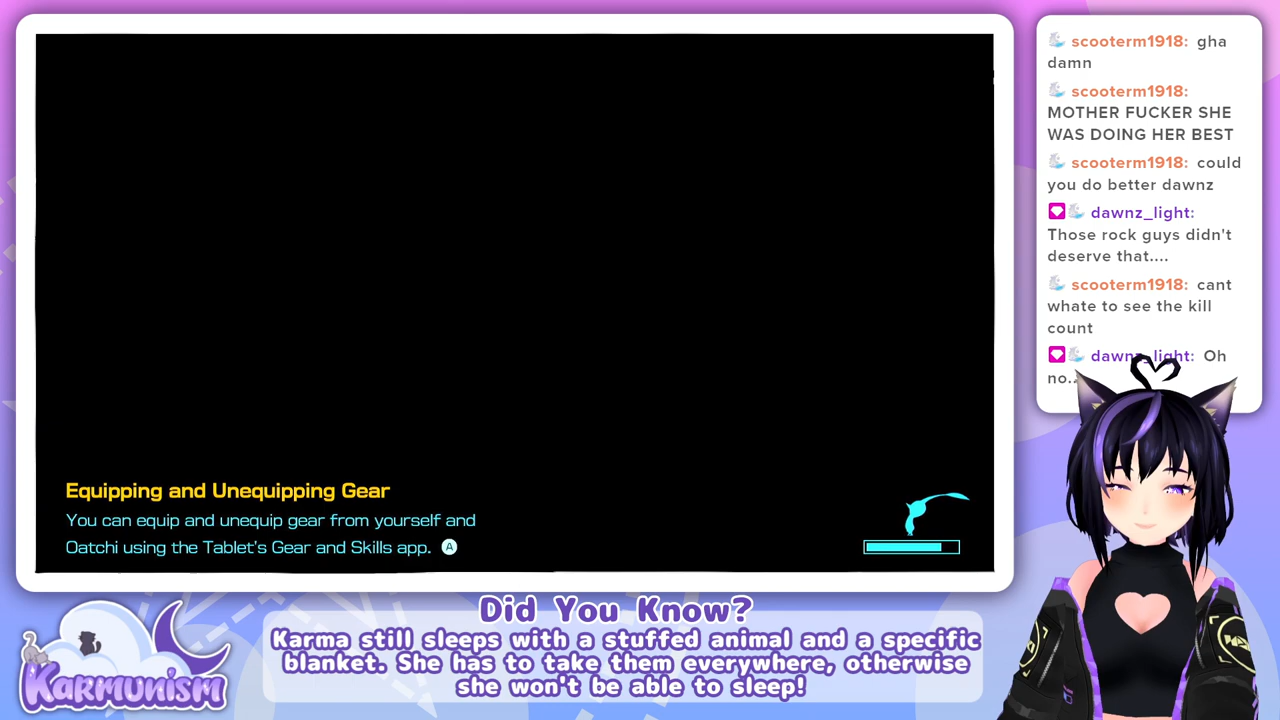 scooterm1918: gha
damn
scooterm1918:
MOTHER FUCKER SHE
WAS DOING HER BEST
scooterm1918: could
you do better dawnz
dawnz_light:
Those rock guys didn't
deserve that....
scooterm1918: cant
whate to see the kill
count
dawnz_light: Oh
no..
Equipping and Unequipping Gear
You can equip and unequip gear from yourself and
Oatchi using the Tablet's Gear and Skills app. A
Did You Know?
Karma still sleeps with a stuffed animal and a specific
blanket. She has to take them everywhere, otherwise
she won't be able to sleep!
Karmunism